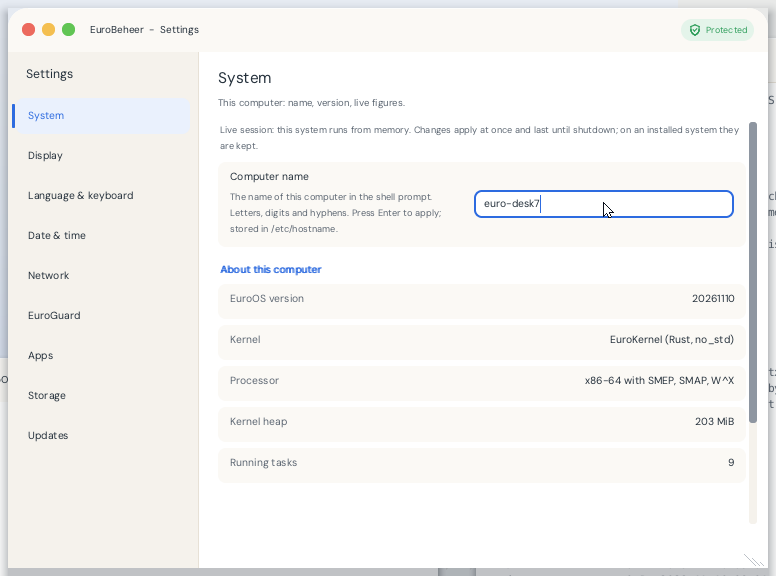 EuroBeheer - Settings
Protected
Settings
System
Display
Language & keyboard
Date & time
Network
EuroGuard
Apps
Storage
Updates
System
This computer: name, version, live figures.
Live session: this system runs from memory. Changes apply at once and last until shutdown; on an installed system they
are kept.
Computer name
The name of this computer in the shell prompt.
Letters, digits and hyphens. Press Enter to apply;
stored in /etc/hostname.
euro-desk7
About this computer
EuroOS version
20261110
Kernel
EuroKernel (Rust, no_std)
Processor
x86-64 with SMEP, SMAP, W^X
Kernel heap
203 MiB
Running tasks
9